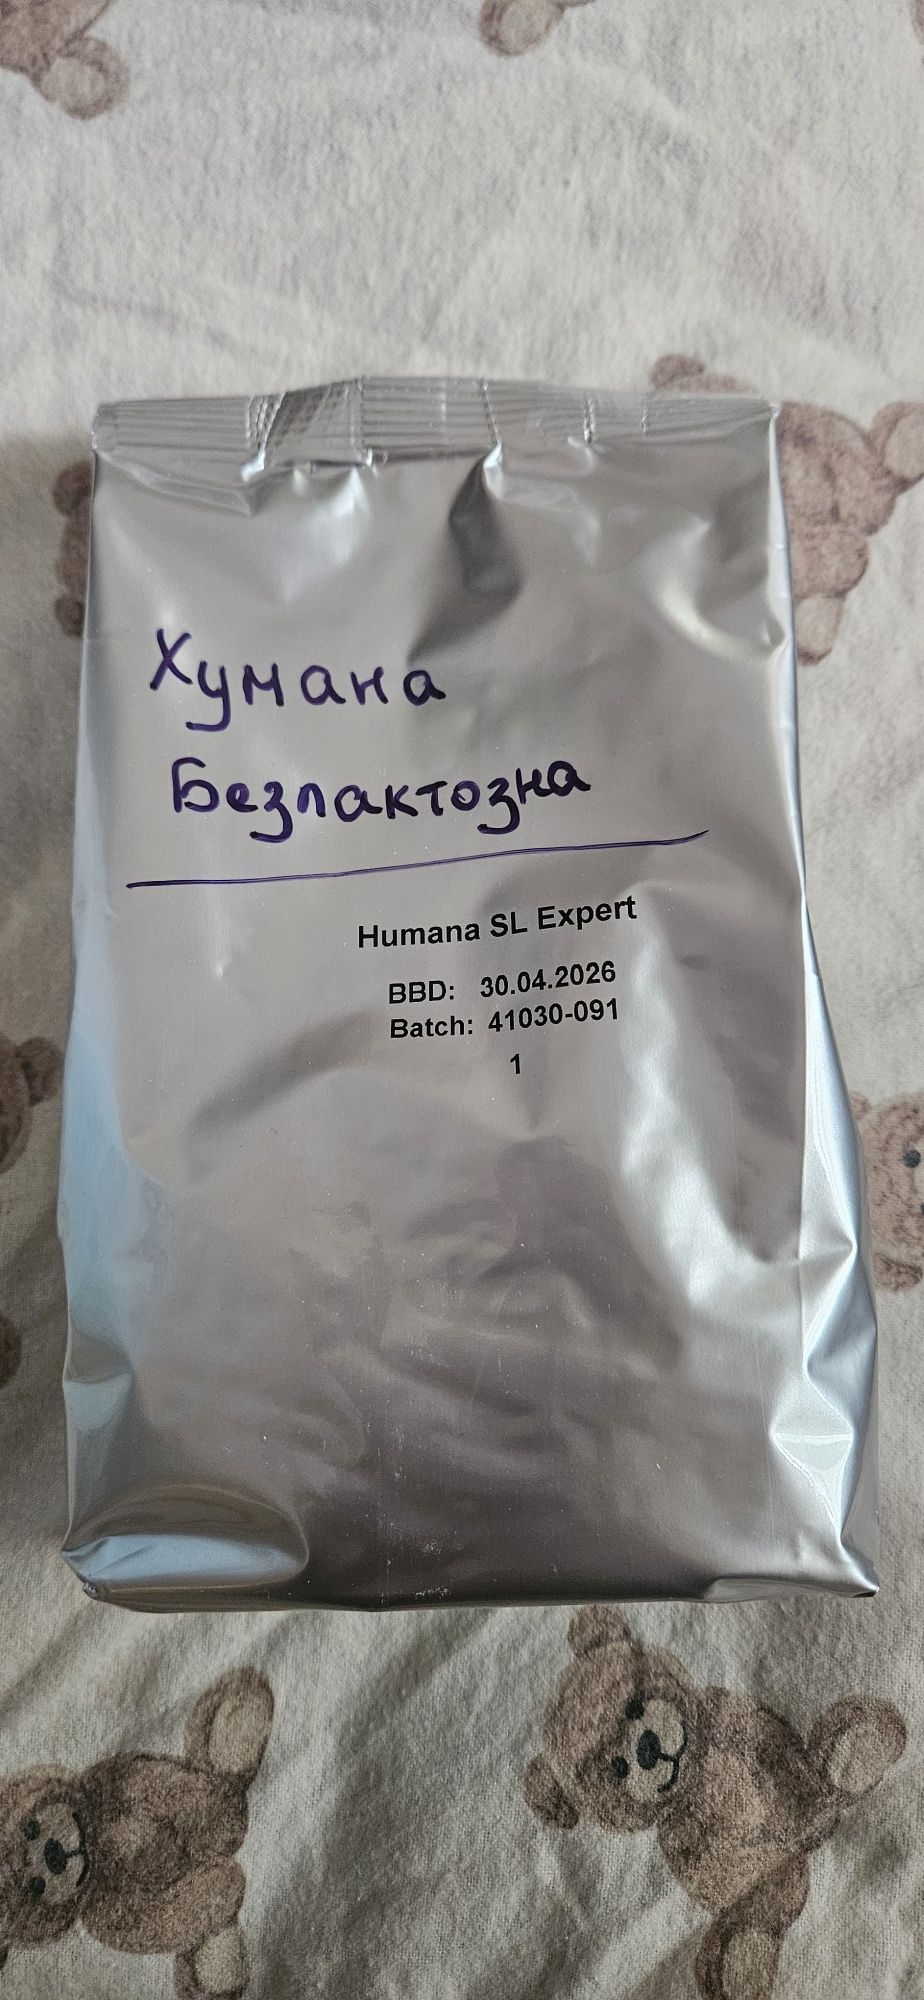 Хумана
Безлактозна
Humana SL Expert
BBD: 30.04.2026
Batch: 41030-091
1